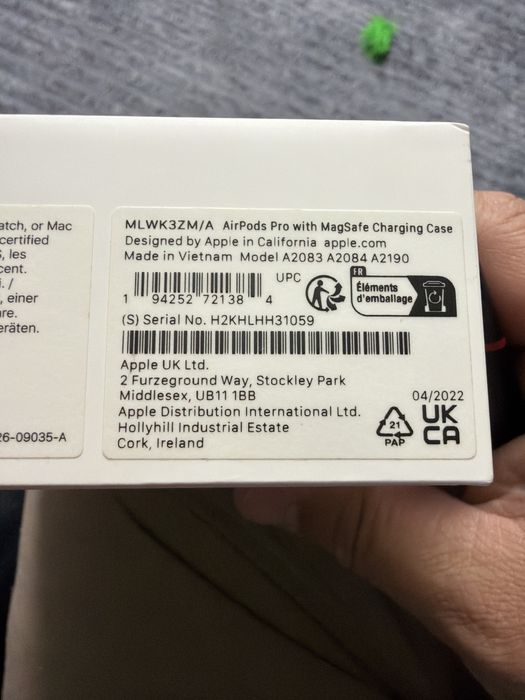 atch, or Mac
certified
S, les
cent.
i. /
, einer
are.
eräten.
26-09035-A
MLWK3ZM/A AirPods Pro with MagSafe Charging Case
Designed by Apple in California apple.com
Made in Vietnam Model A2083 A2084 A2190
1 94252 72138 4
UPC
FR
Éléments
d'emballage
(S) Serial No. H2KHLHH31059
Apple UK Ltd.
2 Furzeground Way, Stockley Park
Middlesex, UB11 1BB
Apple Distribution International Ltd.
Hollyhill Industrial Estate
Cork, Ireland
04/2022
21
PAP
UK
CA